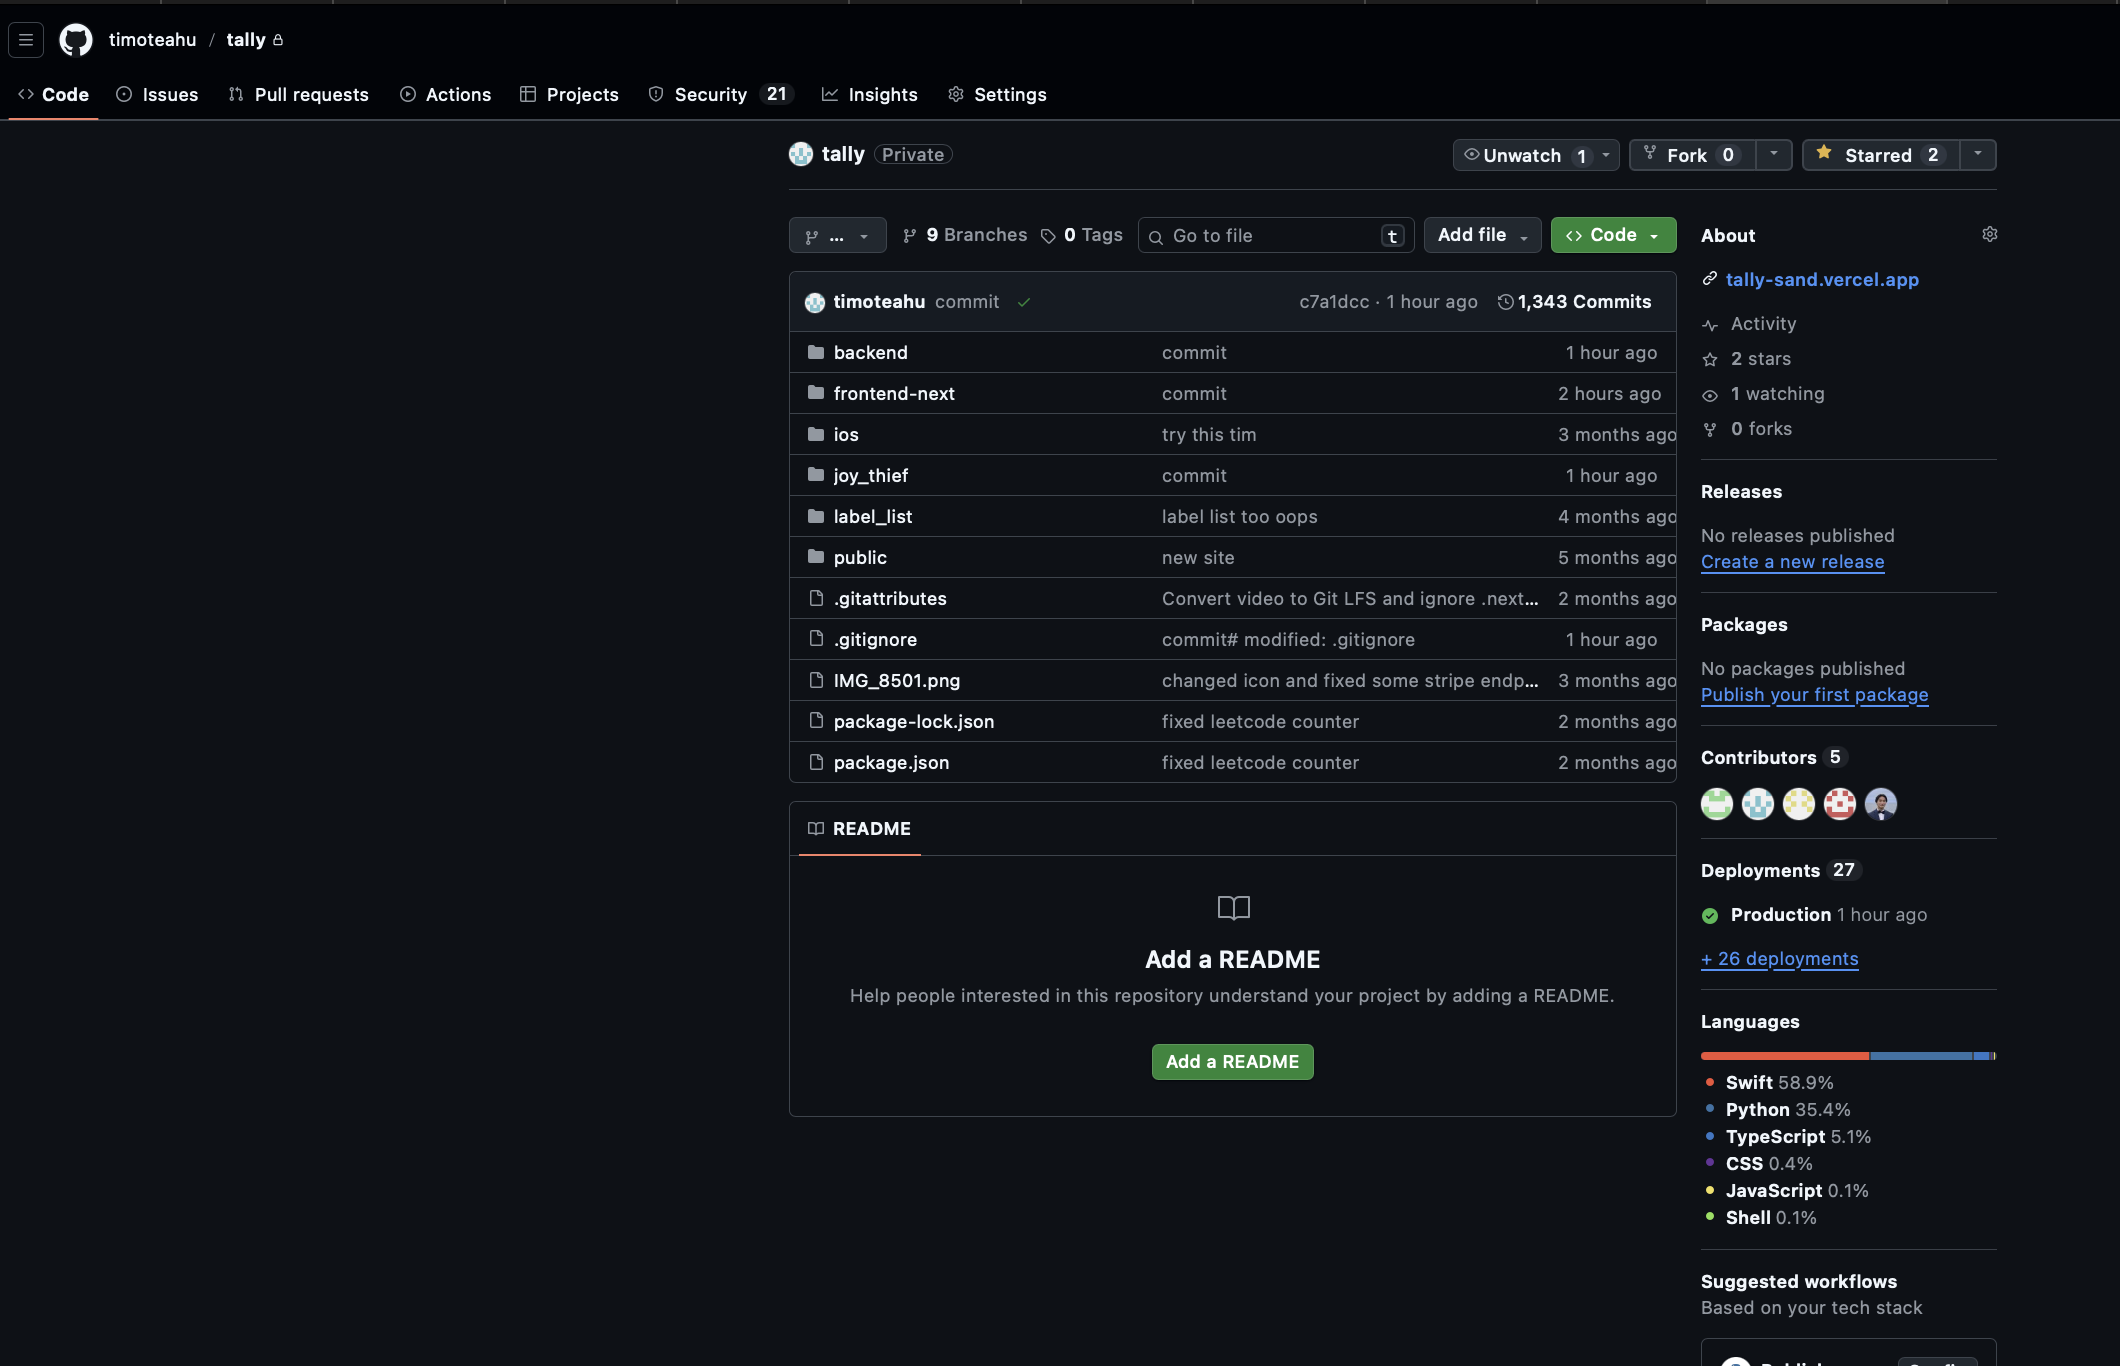 timoteahu / tally
Code Issues Pull requests Actions Projects Security 21 Insights Settings
tally Private
Unwatch 1 Fork 0 Starred 2
... 9 Branches 0 Tags Go to file t Add file Code
timoteahu commit c7a1dcc · 1 hour ago 1,343 Commits
backend commit 1 hour ago
frontend-next commit 2 hours ago
ios try this tim 3 months ago
joy_thief commit 1 hour ago
label_list label list too oops 4 months ago
public new site 5 months ago
.gitattributes Convert video to Git LFS and ignore .next... 2 months ago
.gitignore commit# modified: .gitignore 1 hour ago
IMG_8501.png changed icon and fixed some stripe endp... 3 months ago
package-lock.json fixed leetcode counter 2 months ago
package.json fixed leetcode counter 2 months ago
README
Add a README
Help people interested in this repository understand your project by adding a README.
Add a README
About
tally-sand.vercel.app
Activity
2 stars
1 watching
0 forks
Releases
No releases published
Create a new release
Packages
No packages published
Publish your first package
Contributors 5
Deployments 27
Production 1 hour ago
+ 26 deployments
Languages
Swift 58.9%
Python 35.4%
TypeScript 5.1%
CSS 0.4%
JavaScript 0.1%
Shell 0.1%
Suggested workflows
Based on your tech stack